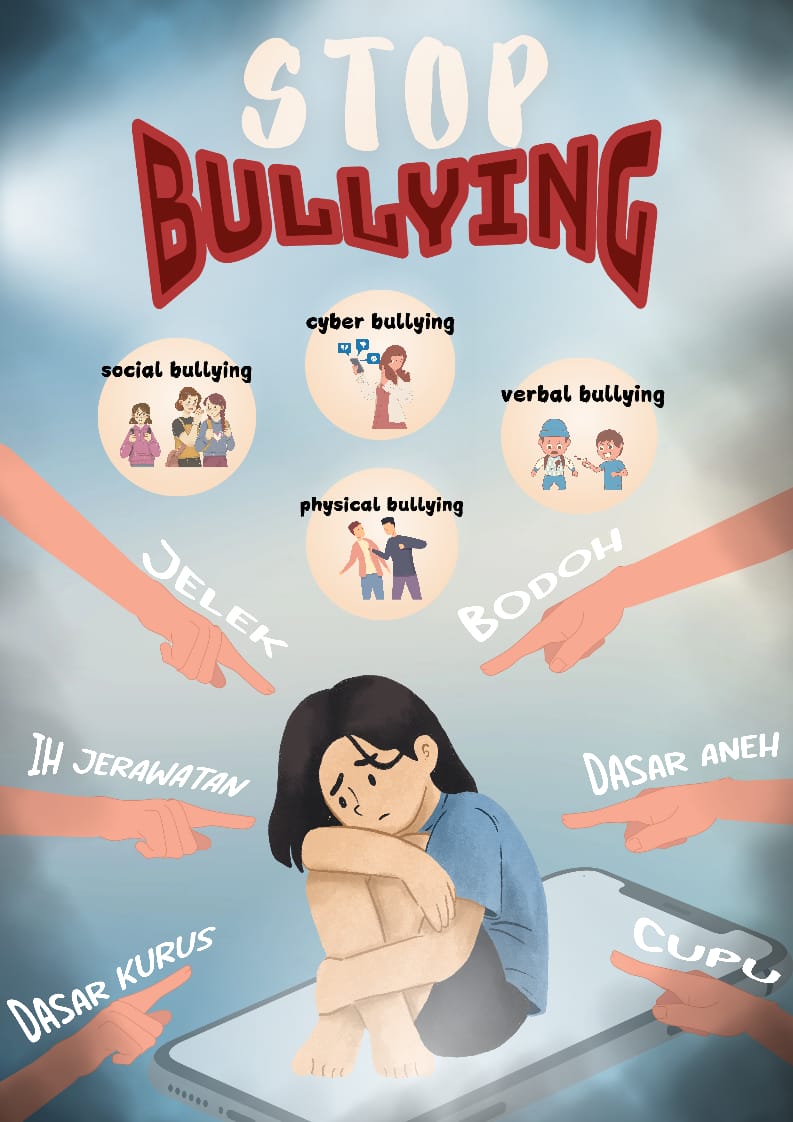 STOP
BULLYING
cyber bullying
social bullying
verbal bullying
physical bullying
JELEK
BODOH
IH JERAWATAN
DASAR ANEH
DASAR KURUS
CUPU